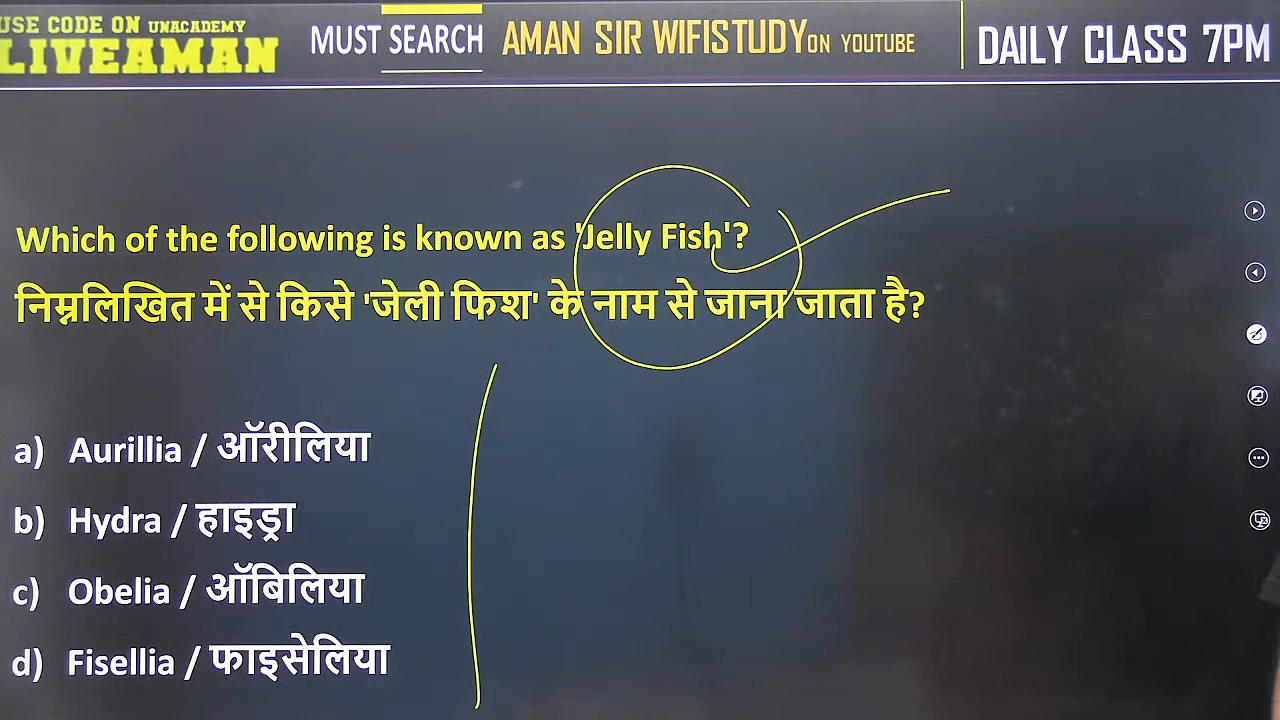 USE CODE ON UNACADEMY
LIVEAMAN
MUST SEARCH
AMAN SIR WIFISTUDY ON YOUTUBE
DAILY CLASS 7PM
Which of the following is known as 'Jelly Fish'?
निम्नलिखित में से किसे 'जेली फिश' के नाम से जाना जाता है?
a) Aurillia / ऑरीलिया
b) Hydra / हाइड्रा
c) Obelia / ऑबिलिया
d) Fisellia / फाइसेलिया